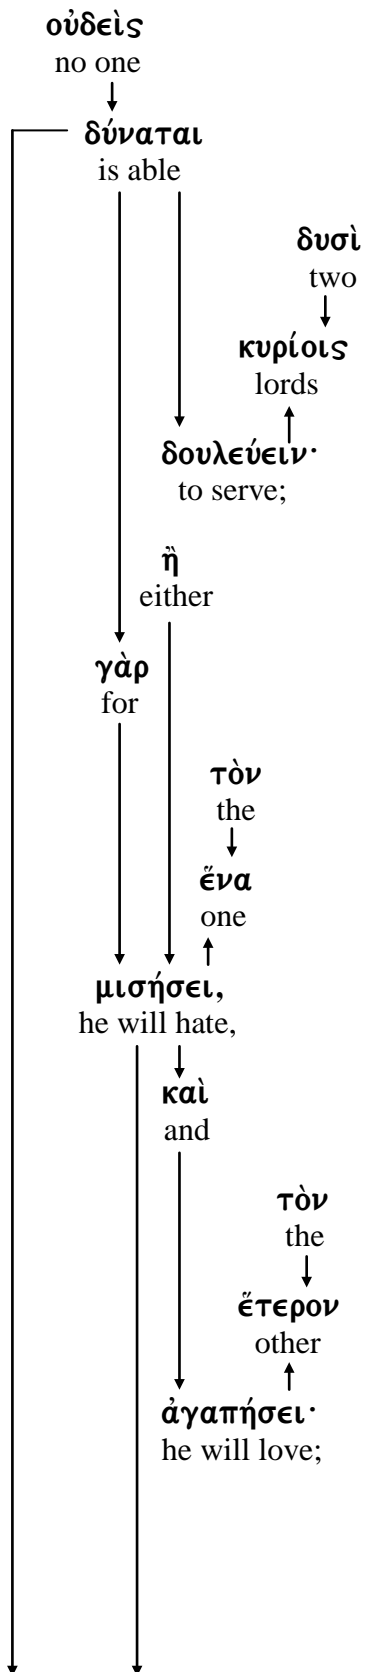 οὐδεὶς
no one
δύναται
is able
δυσὶ
two
κυρίοις
lords
δουλεύειν·
to serve;
ἢ
either
γὰρ
for
τὸν
the
ἕνα
one
μισήσει,
he will hate,
καὶ
and
τὸν
the
ἕτερον
other
ἀγαπήσει·
he will love;